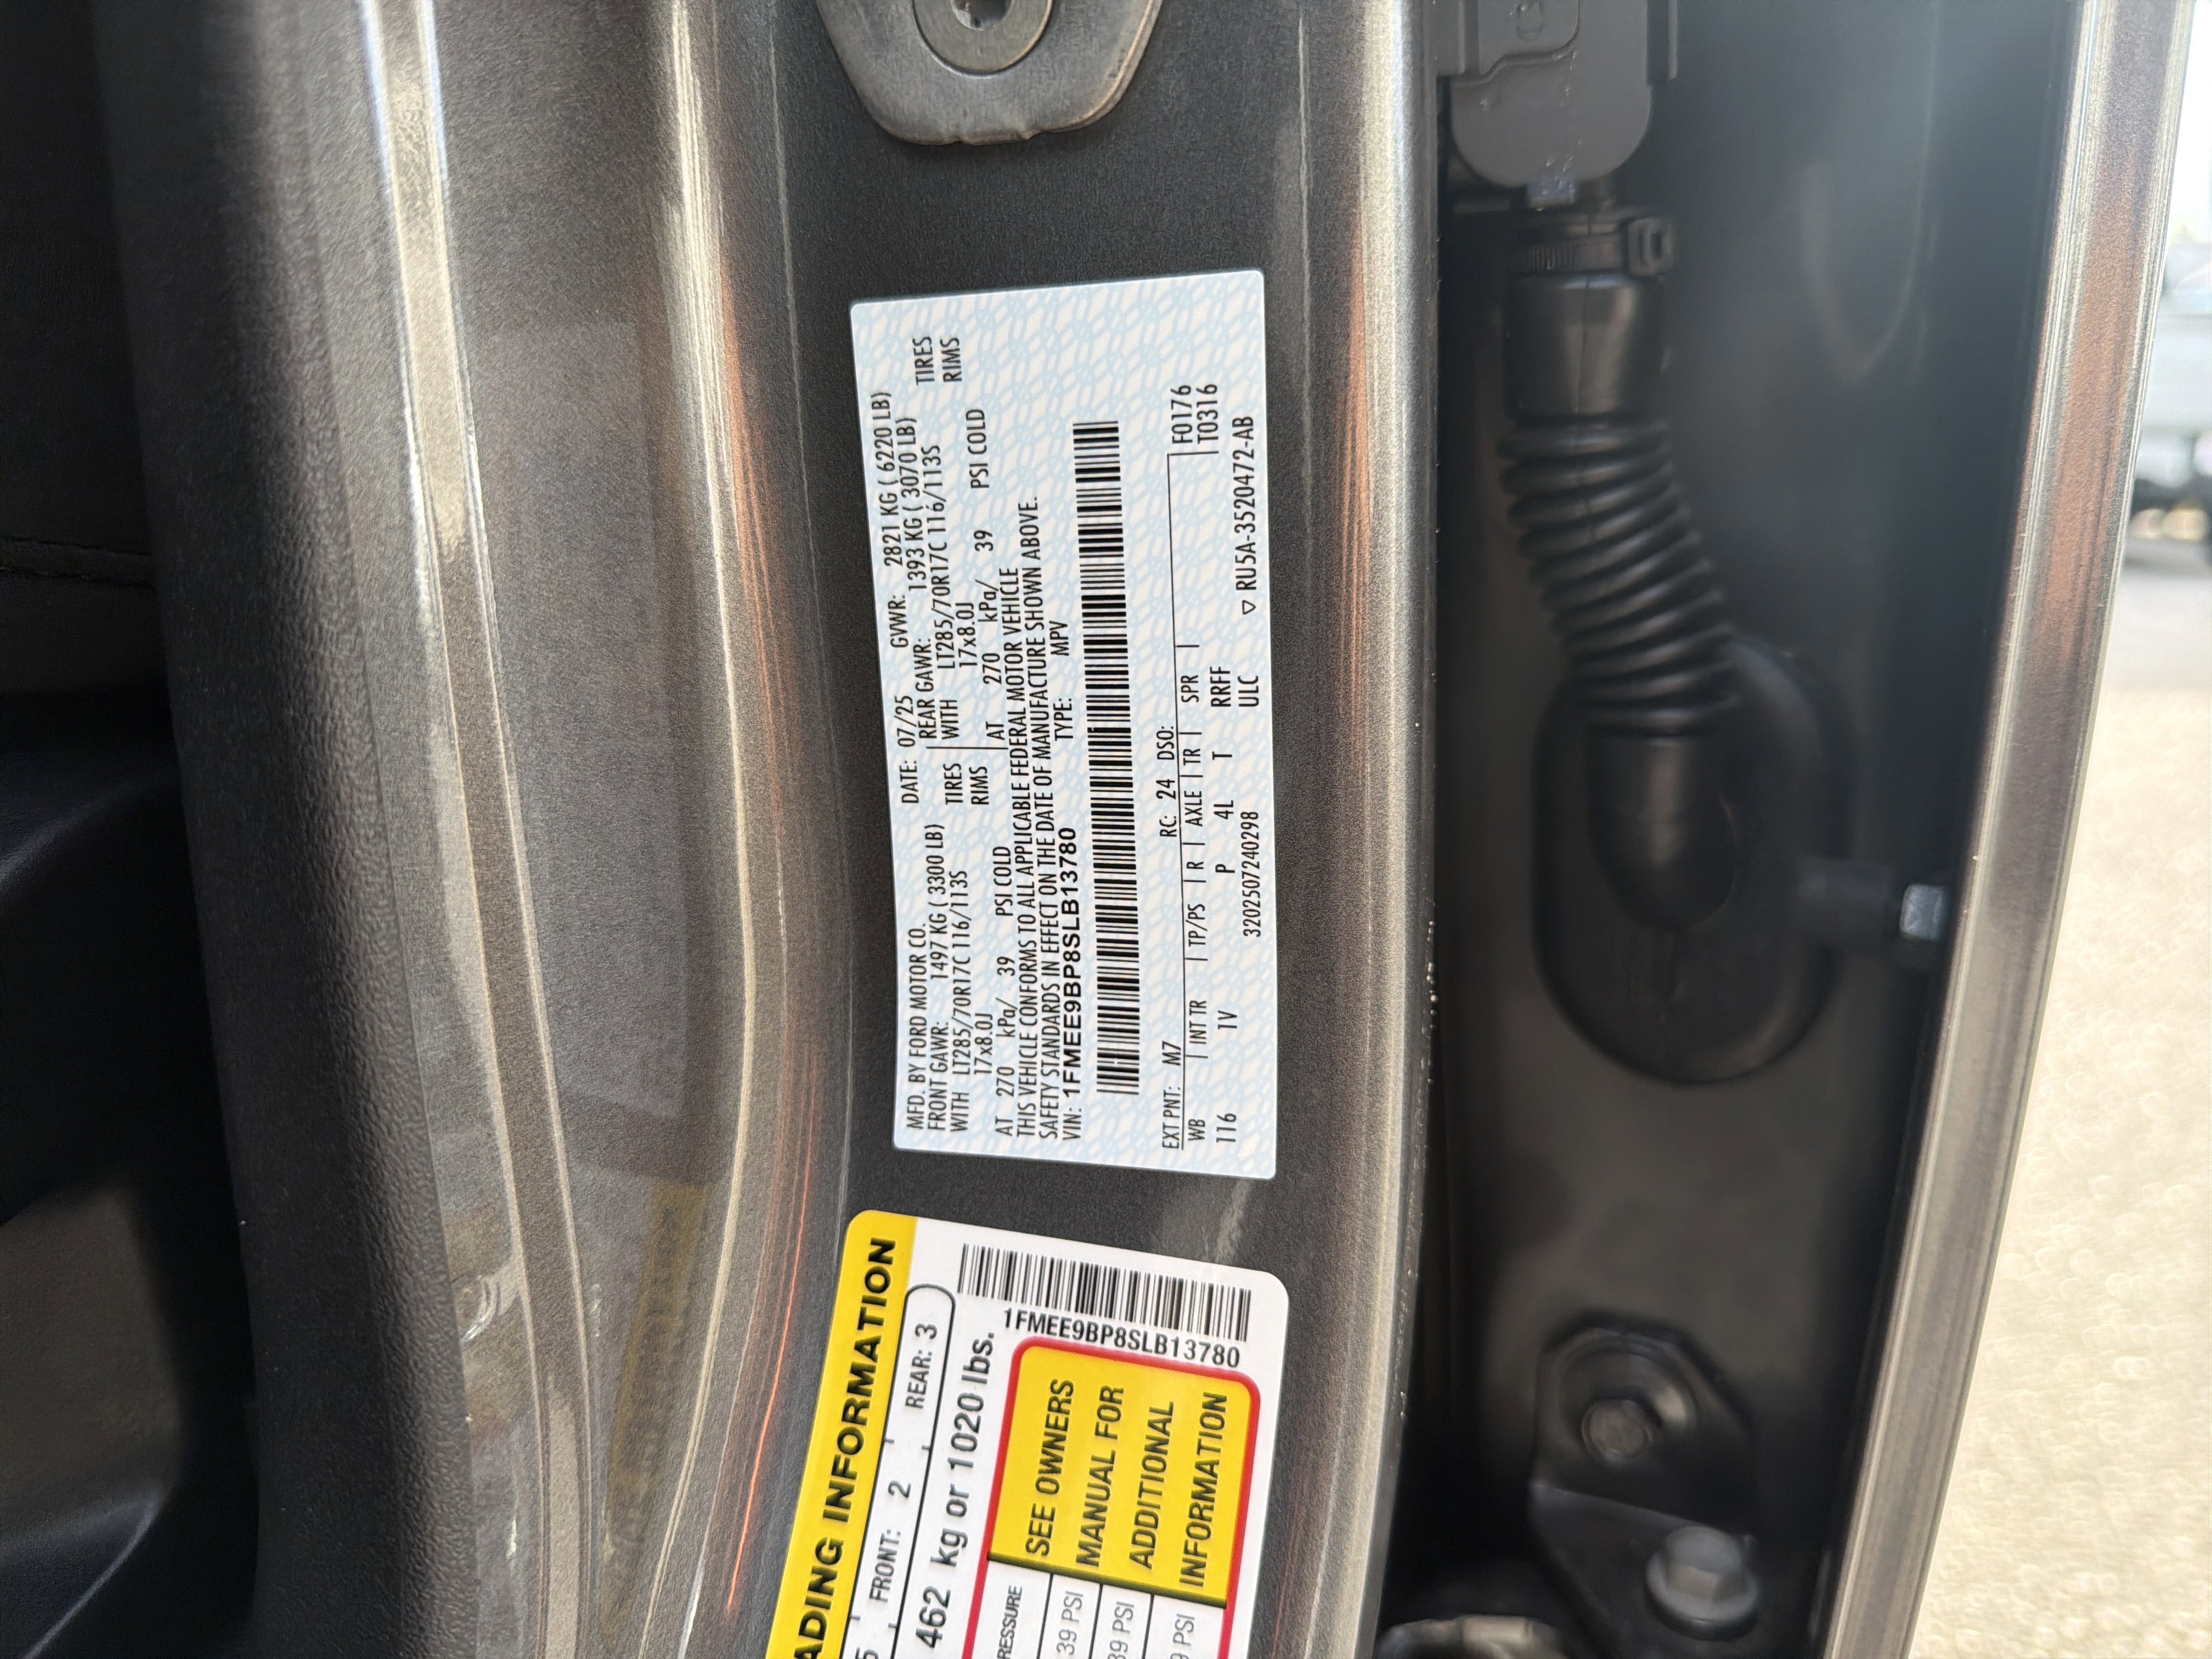 MFD. BY FORD MOTOR CO. DATE: 07/25 GVWR: 2821 KG ( 6220 LB)
FRONT GAWR: 1497 KG ( 3300 LB) REAR GAWR: 1393 KG ( 3070 LB)
WITH LT285/70R17C 116/113S TIRES WITH LT285/70R17C 116/113S TIRES
17x8.0J RIMS 17x8.0J RIMS
AT 270 kPa/ 39 PSI COLD AT 270 kPa/ 39 PSI COLD
THIS VEHICLE CONFORMS TO ALL APPLICABLE FEDERAL MOTOR VEHICLE
SAFETY STANDARDS IN EFFECT ON THE DATE OF MANUFACTURE SHOWN ABOVE.
VIN: 1FMEE9BP8SLB13780 TYPE: MPV
EXT PNT: M7 RC: 24 DSO: F0176
WB INT TR TP/PS R AXLE TR SPR T0316
116 1V P 4L T RRFF
3202507240298 ULC ▽ RU5A-3520472-AB
ADING INFORMATION
FRONT: 2 REAR: 3
462 kg or 1020 lbs.
1FMEE9BP8SLB13780
RESSURE
39 PSI
39 PSI
9 PSI
SEE OWNERS
MANUAL FOR
ADDITIONAL
INFORMATION